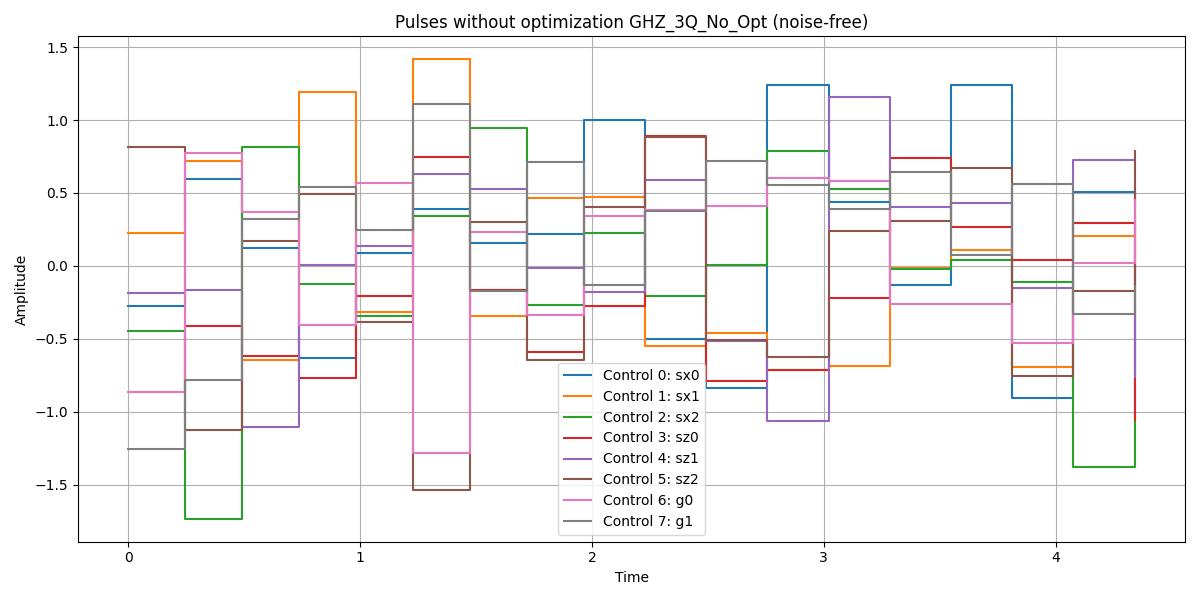 Pulses without optimization GHZ_3Q_No_Opt (noise-free)
1.5
1.0
0.5
0.0
−0.5
−1.0
−1.5
Amplitude
Control 0: sx0
Control 1: sx1
Control 2: sx2
Control 3: sz0
Control 4: sz1
Control 5: sz2
Control 6: g0
Control 7: g1
0 1 2 3 4
Time